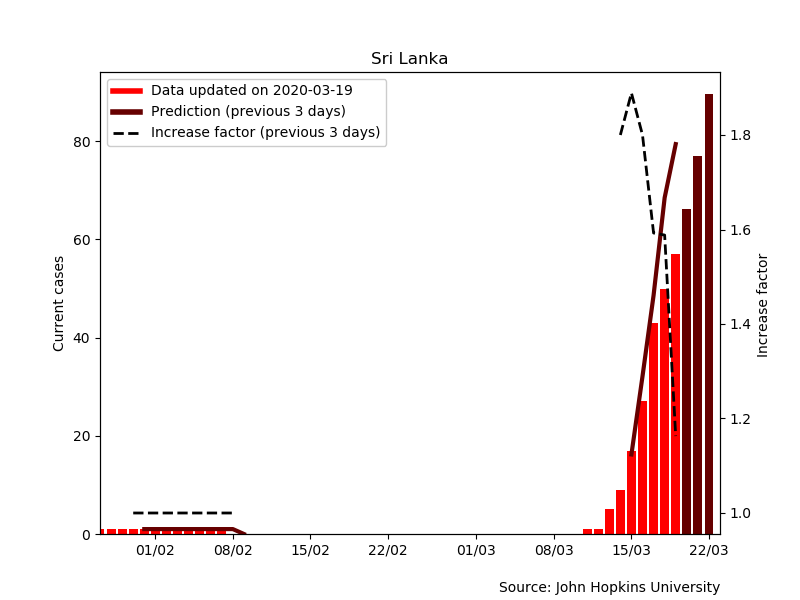 Sri Lanka
Data updated on 2020-03-19
Prediction (previous 3 days)
Increase factor (previous 3 days)
80
60
40
20
0
Current cases
1.8
1.6
1.4
1.2
1.0
Increase factor
01/02 08/02 15/02 22/02 01/03 08/03 15/03 22/03
Source: John Hopkins University